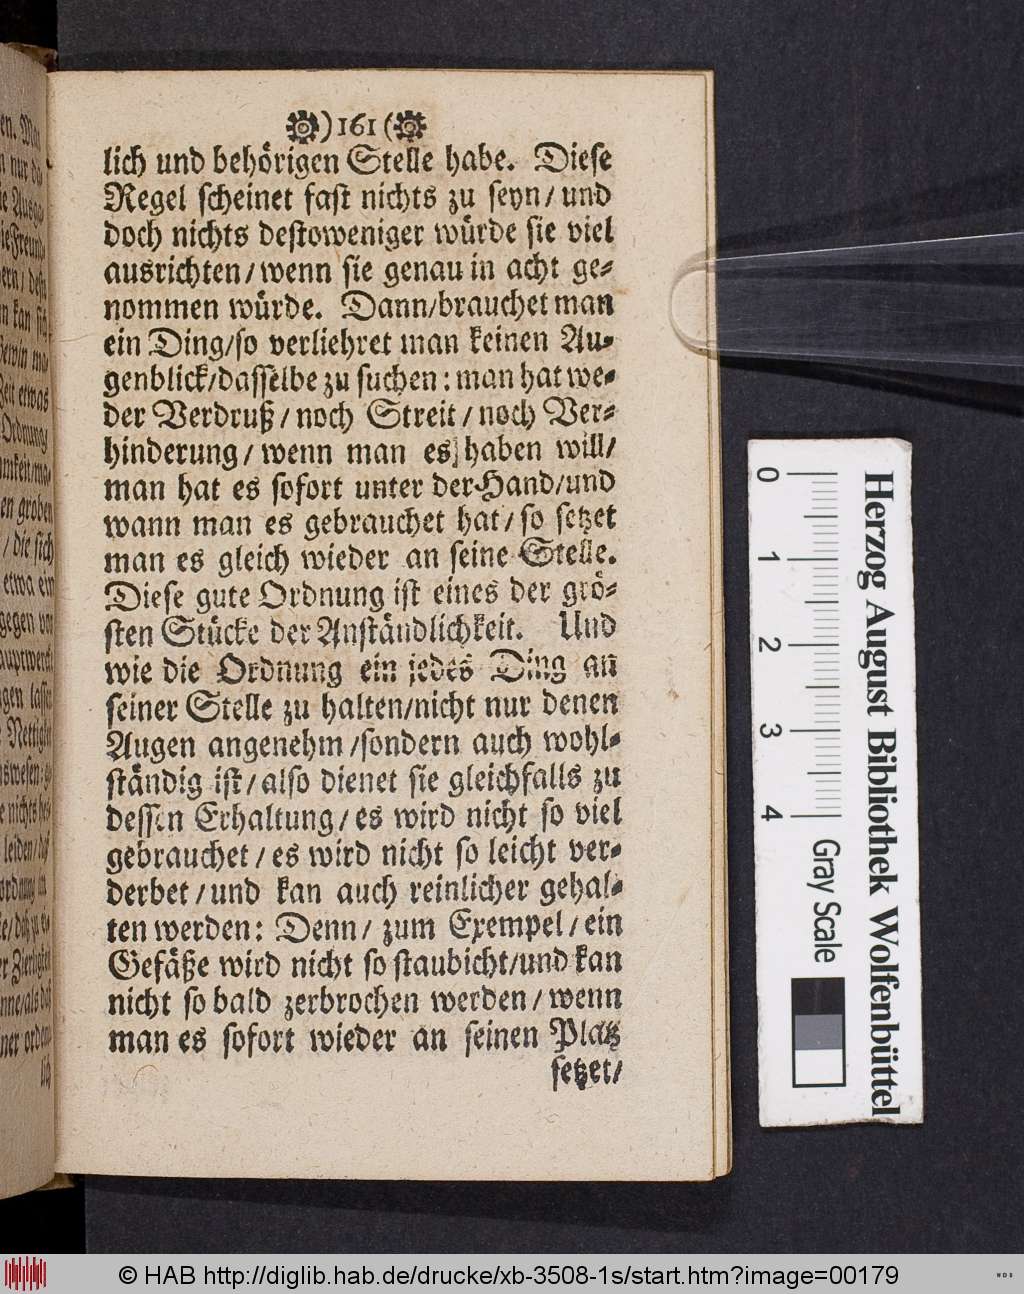 )161(
lich und behörigen Stelle habe. Diese
Regel scheinet fast nichts zu seyn/ und
doch nichts destoweniger würde sie viel
ausrichten/ wenn sie genau in acht ge-
nommen würde. Dann/brauchet man
ein Ding/so verliehret man keinen Au-
genblick/dasselbe zu suchen: man hat we-
der Verdruß/ noch Streit/ noch Ver-
hinderung/ wenn man es haben will/
man hat es sofort unter der Hand/und
wann man es gebrauchet hat/ so setzet
man es gleich wieder an seine Stelle.
Diese gute Ordnung ist eines der grö-
sten Stücke der Anständlichkeit. Und
wie die Ordnung ein jedes Ding an
seiner Stelle zu halten/nicht nur denen
Augen angenehm/sondern auch wohl-
ständig ist/ also dienet sie gleichfalls zu
dessen Erhaltung/ es wird nicht so viel
gebrauchet/ es wird nicht so leicht ver-
derbet/ und kan auch reinlicher gehal-
ten werden: Denn/ zum Exempel/ ein
Gefäße wird nicht so staubicht/und kan
nicht so bald zerbrochen werden/ wenn
man es sofort wieder an seinen Platz
setzet/
0 1 2 3 4
Gray Scale
Herzog August Bibliothek Wolfenbüttel
© HAB http://diglib.hab.de/drucke/xb-3508-1s/start.htm?image=00179